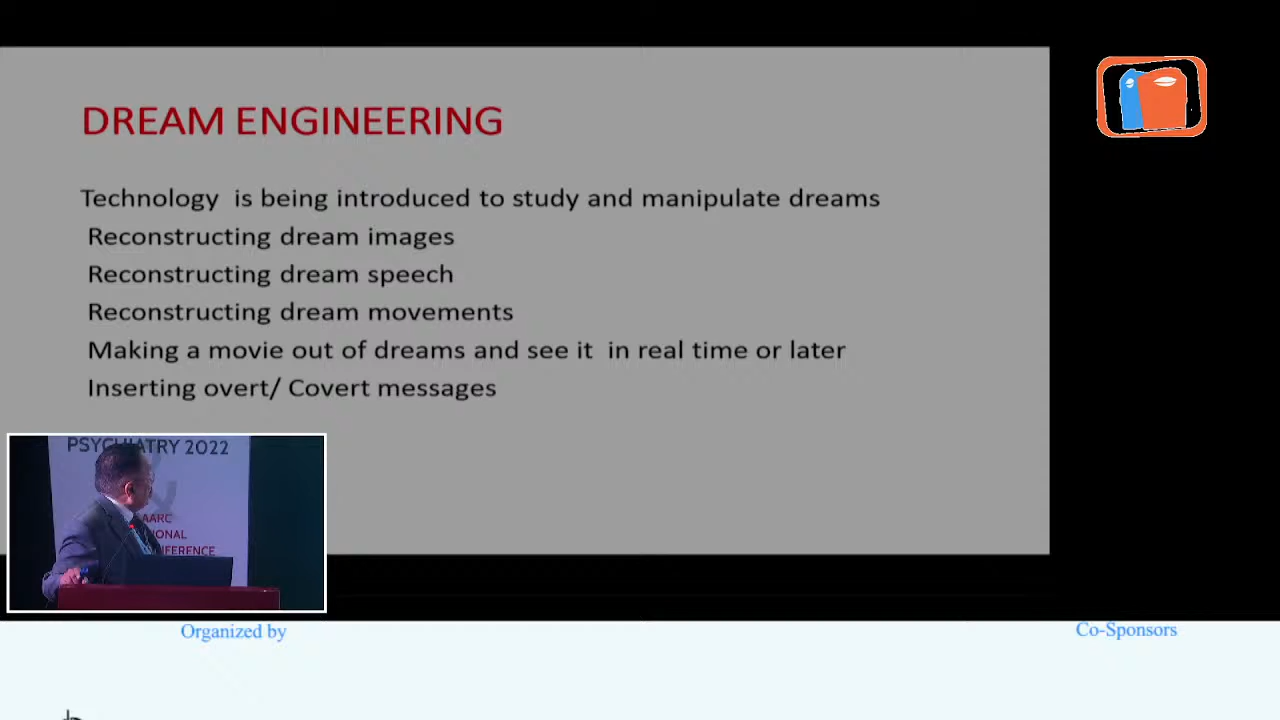 DREAM ENGINEERING
Technology is being introduced to study and manipulate dreams
Reconstructing dream images
Reconstructing dream speech
Reconstructing dream movements
Making a movie out of dreams and see it in real time or later
Inserting overt/ Covert messages
PSYCHIATRY 2022
AARC
IONAL
FERENCE
Organized by
Co-Sponsors